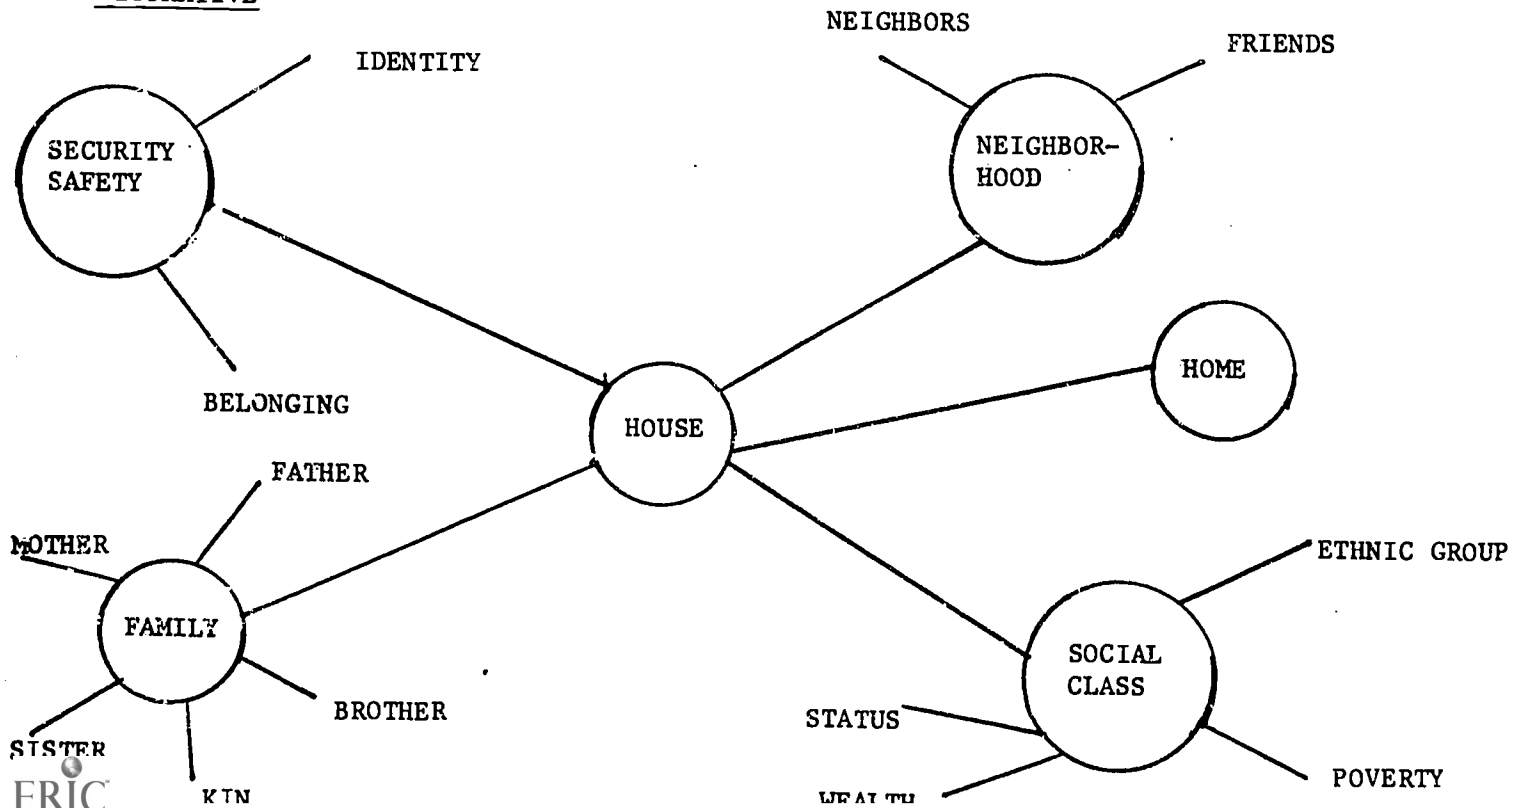 NEIGHBORS
FRIENDS
IDENTITY
SECURITY
SAFETY
NEIGHBOR-
HOOD
BELONGING
HOME
HOUSE
FATHER
MOTHER
FAMILY
BROTHER
SISTER
KIN
ETHNIC GROUP
SOCIAL
CLASS
STATUS
WEALTH
POVERTY
ERIC